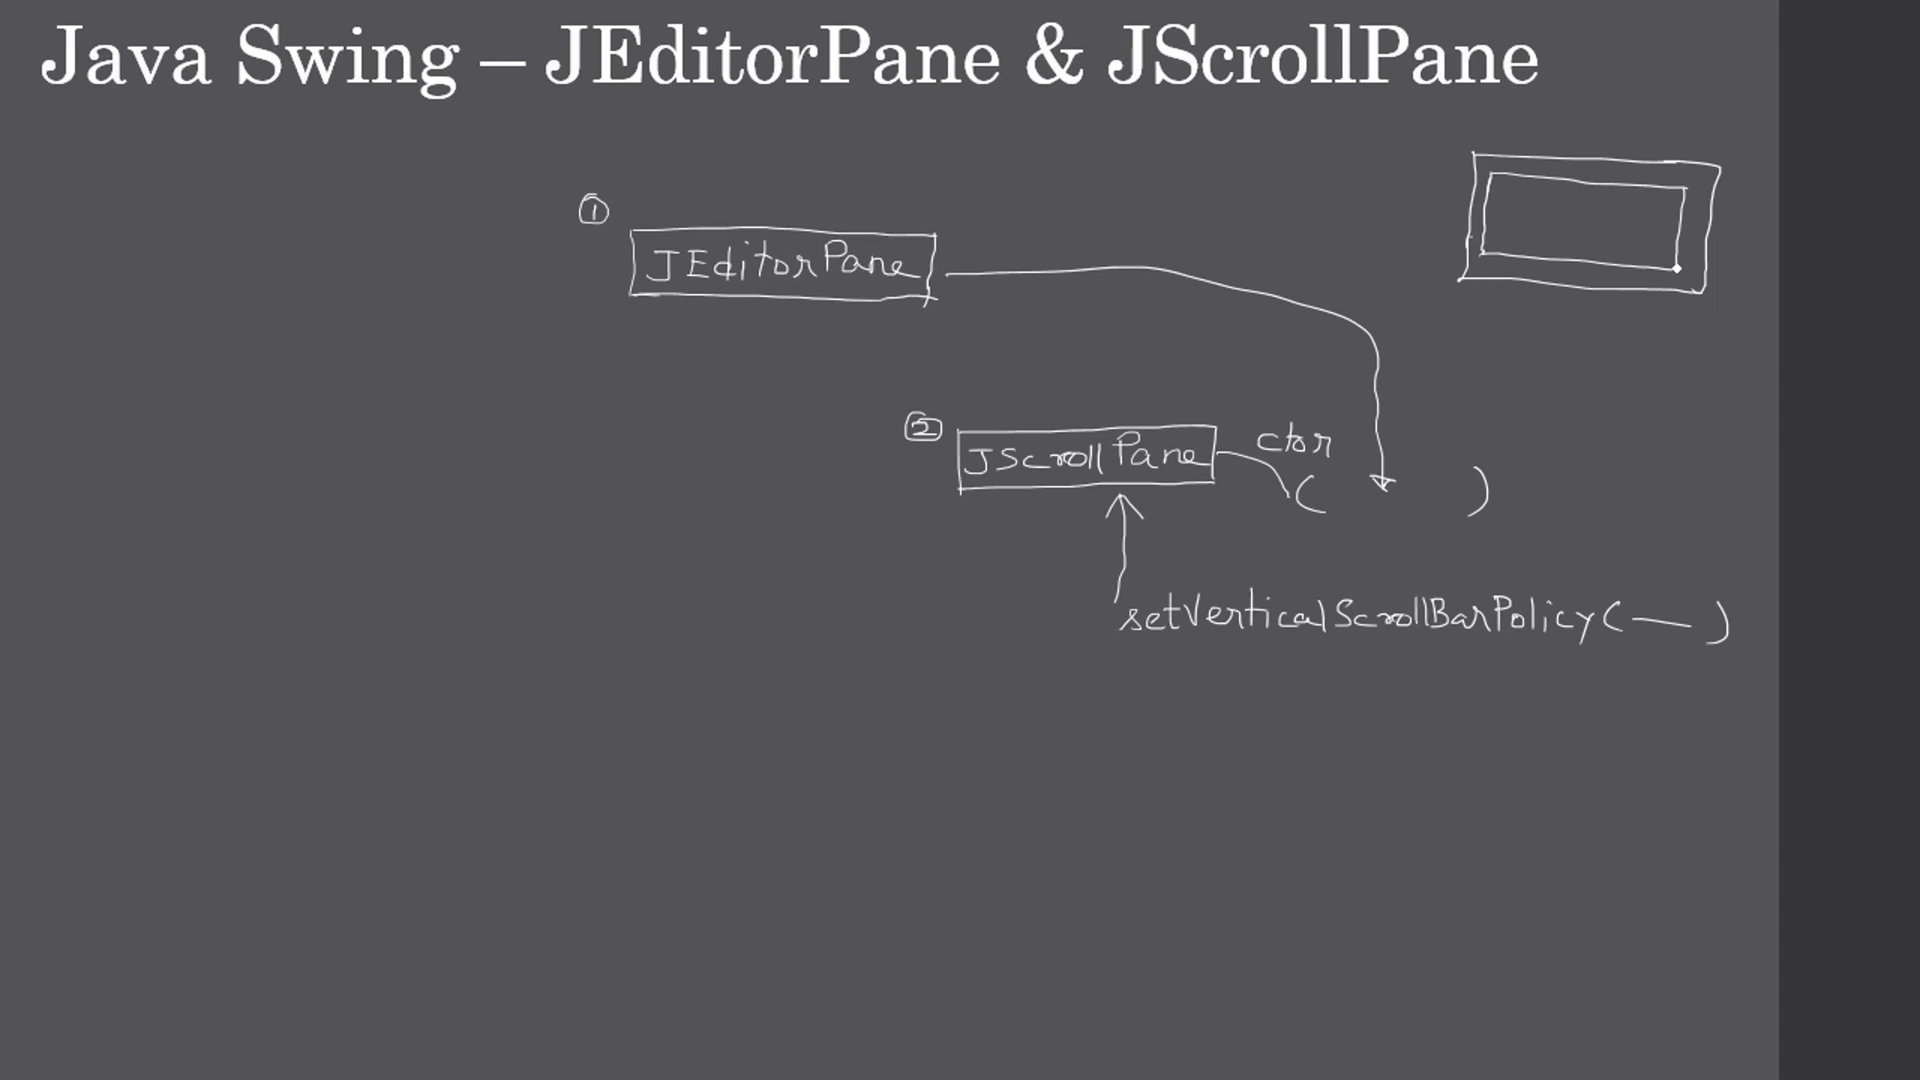 Java Swing – JEditorPane & JScrollPane
①
JEditorPane
②
JScrollPane
ctor
( )
setVerticalScrollBarPolicy( — )